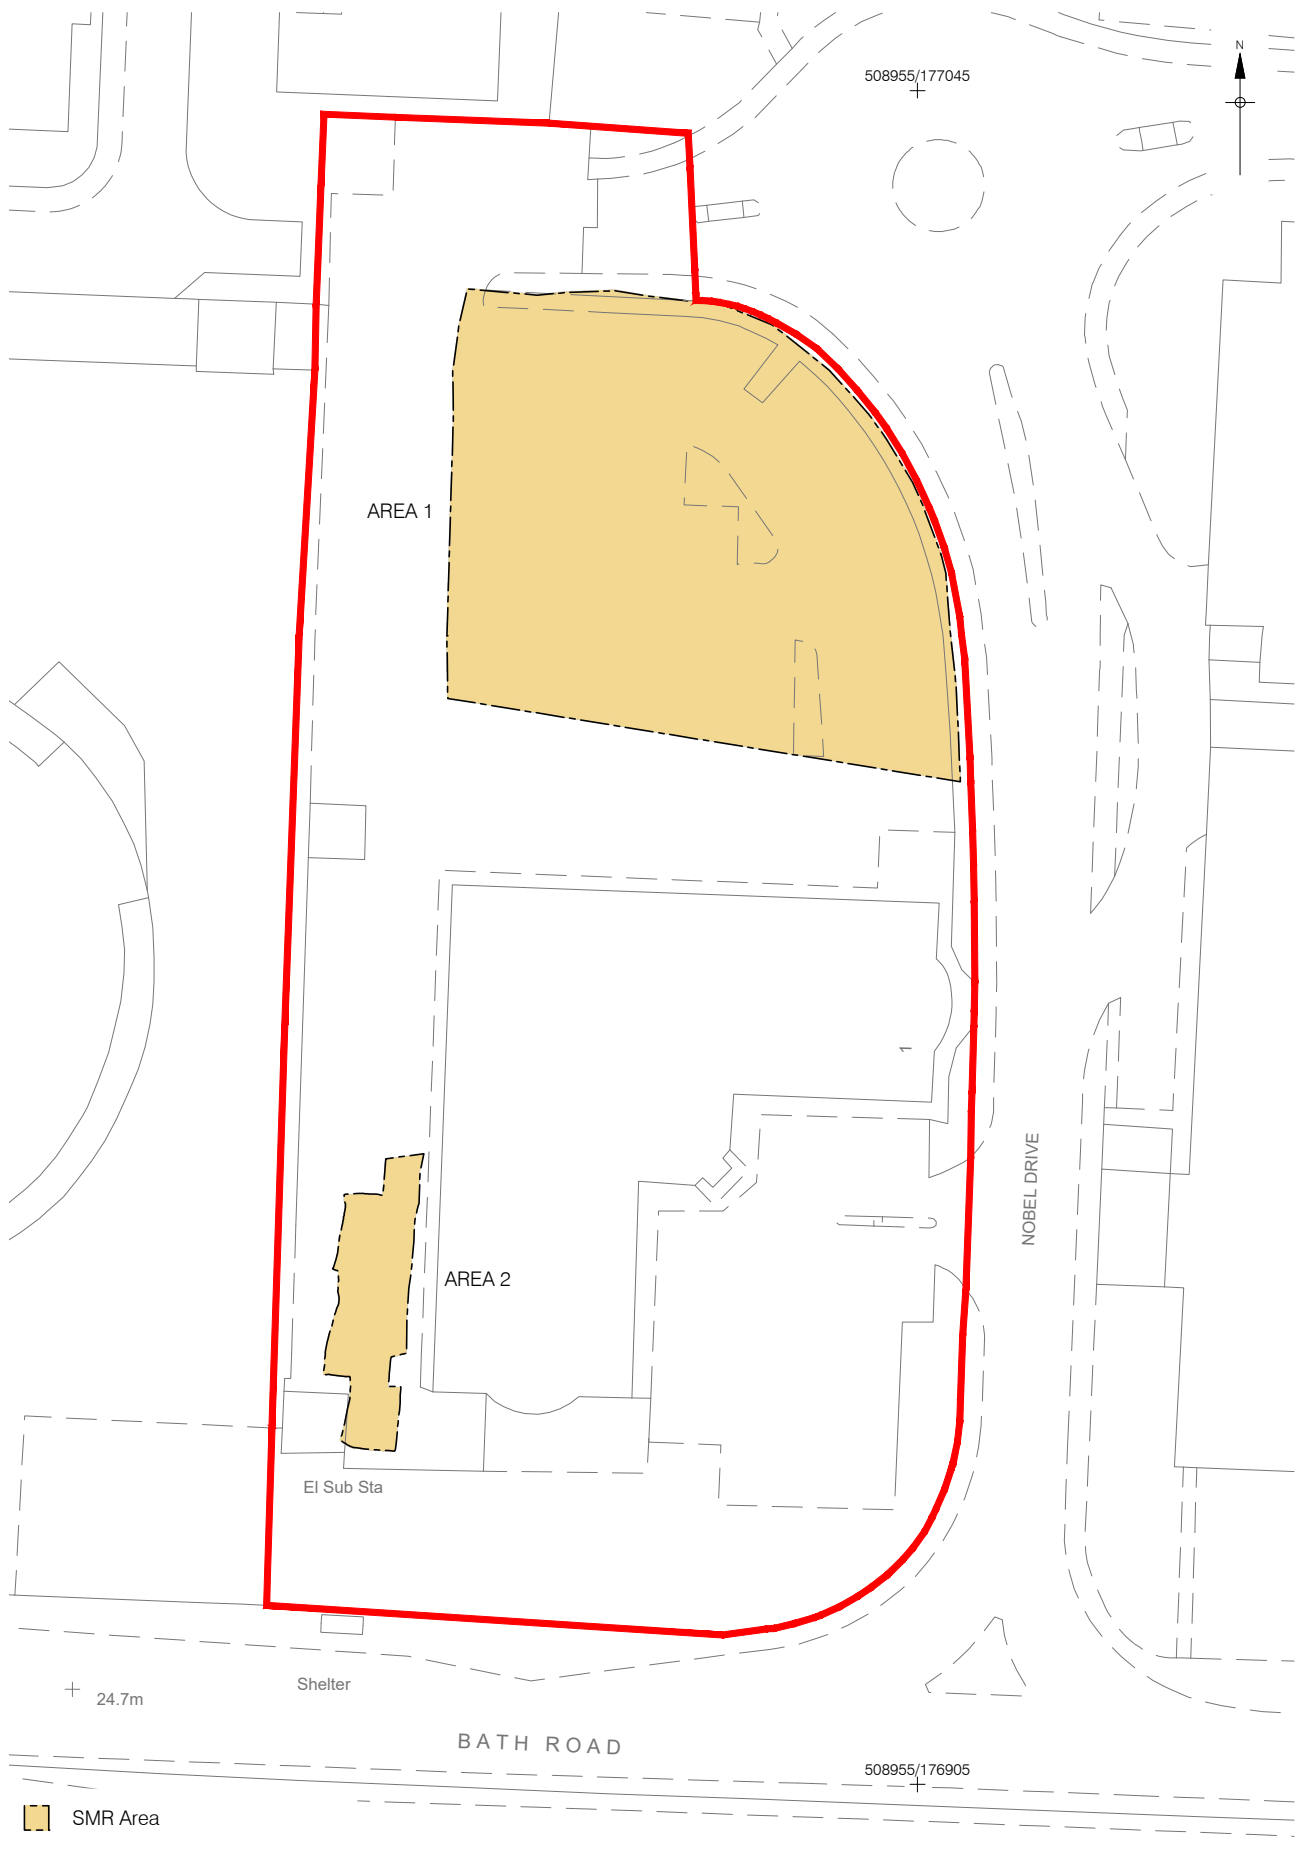 N
508955/177045
AREA 1
1
NOBEL DRIVE
AREA 2
El Sub Sta
Shelter
24.7m
BATH ROAD
508955/176905
SMR Area